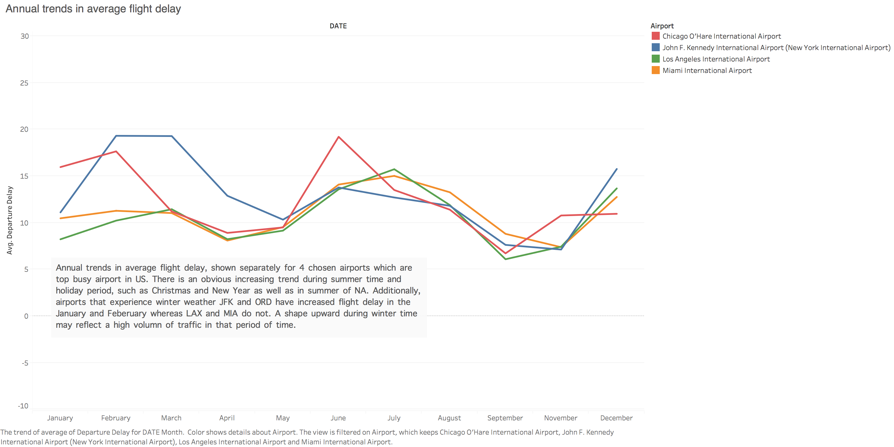 Annual trends in average flight delay
DATE
Airport
Chicago O'Hare International Airport
John F. Kennedy International Airport (New York International Airport)
Los Angeles International Airport
Miami International Airport
30
25
20
15
10
5
0
-5
-10
Avg. Departure Delay
Annual trends in average flight delay, shown separately for 4 chosen airports which are
top busy airport in US. There is an obvious increasing trend during summer time and
holiday period, such as Christmas and New Year as well as in summer of NA. Additionally,
airports that experience winter weather JFK and ORD have increased flight delay in the
January and Feberuary whereas LAX and MIA do not. A shape upward during winter time
may reflect a high volumn of traffic in that period of time.
January February March April May June July August September November December
The trend of average of Departure Delay for DATE Month.  Color shows details about Airport. The view is filtered on Airport, which keeps Chicago O'Hare International Airport, John F. Kennedy
International Airport (New York International Airport), Los Angeles International Airport and Miami International Airport.